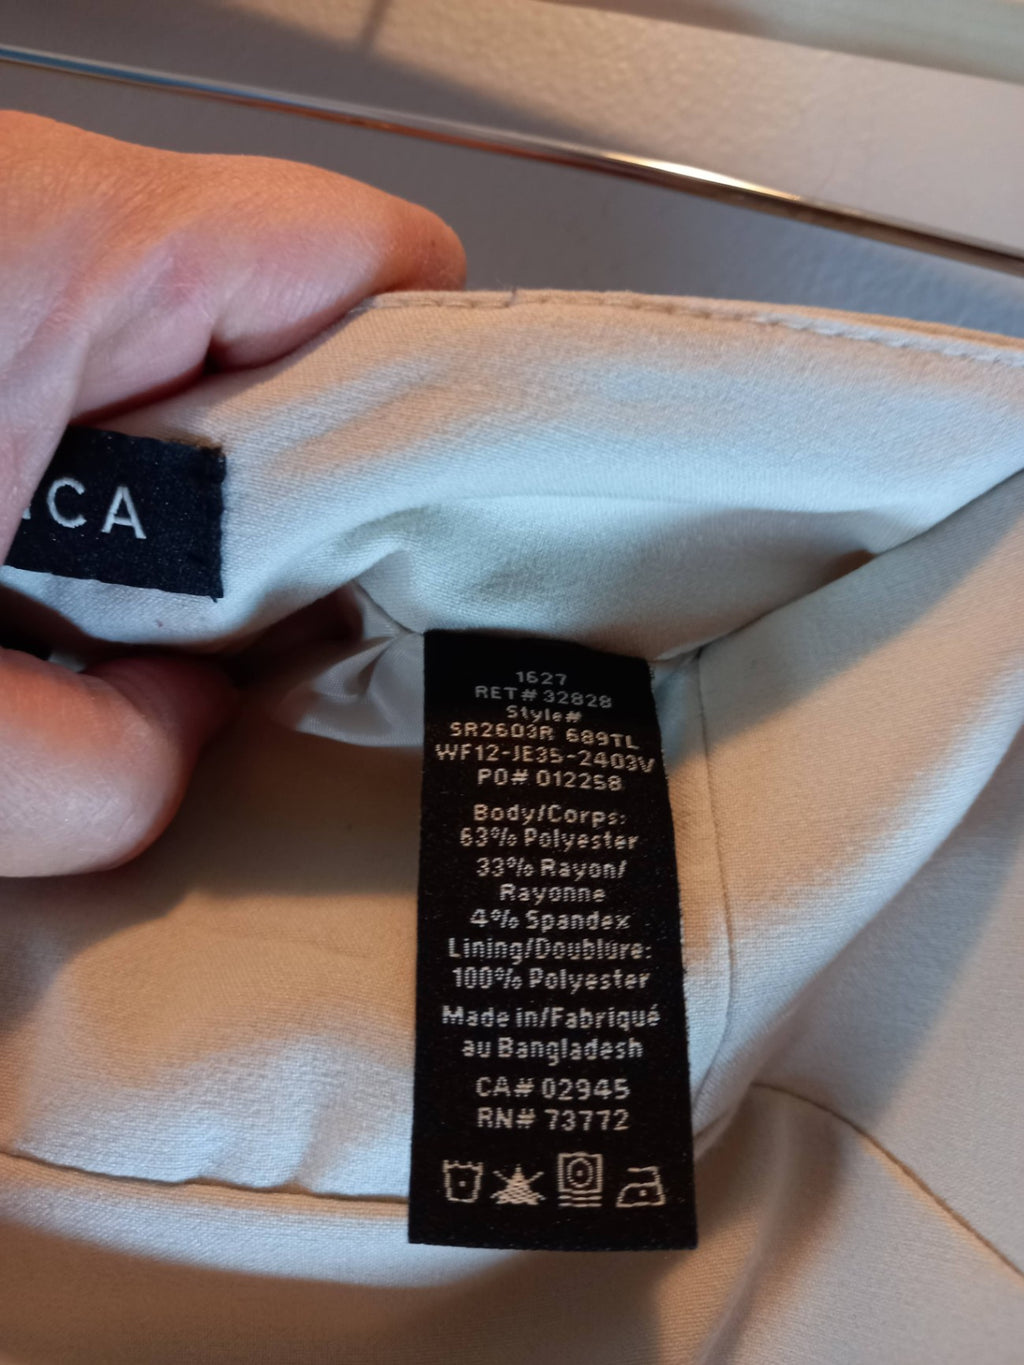 CA
1627
RET# 32828
Style#
SR2603R 689TL
WF12-JE35-2403V
PO# 012258
Body/Corps:
63% Polyester
33% Rayon/
Rayonne
4% Spandex
Lining/Doublure:
100% Polyester
Made in/Fabriqué
au Bangladesh
CA# 02945
RN# 73772